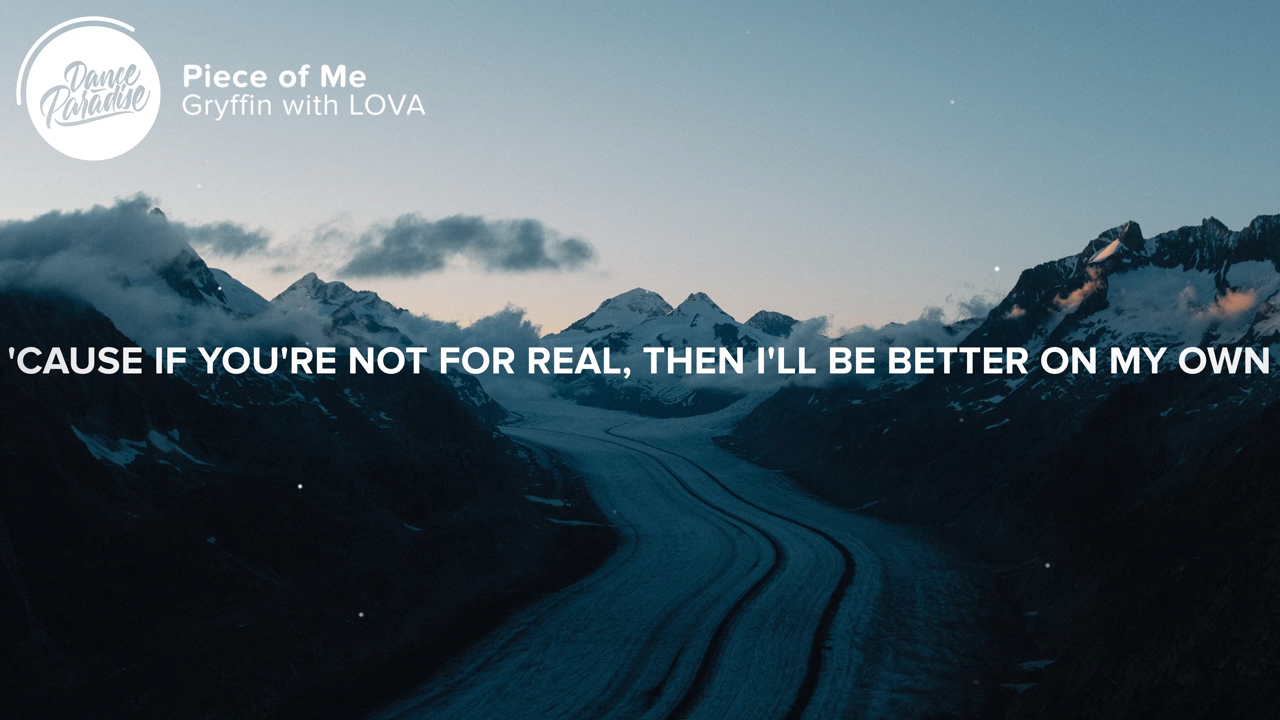 Dance
Paradise
Piece of Me
Gryffin with LOVA
'CAUSE IF YOU'RE NOT FOR REAL, THEN I'LL BE BETTER ON MY OWN